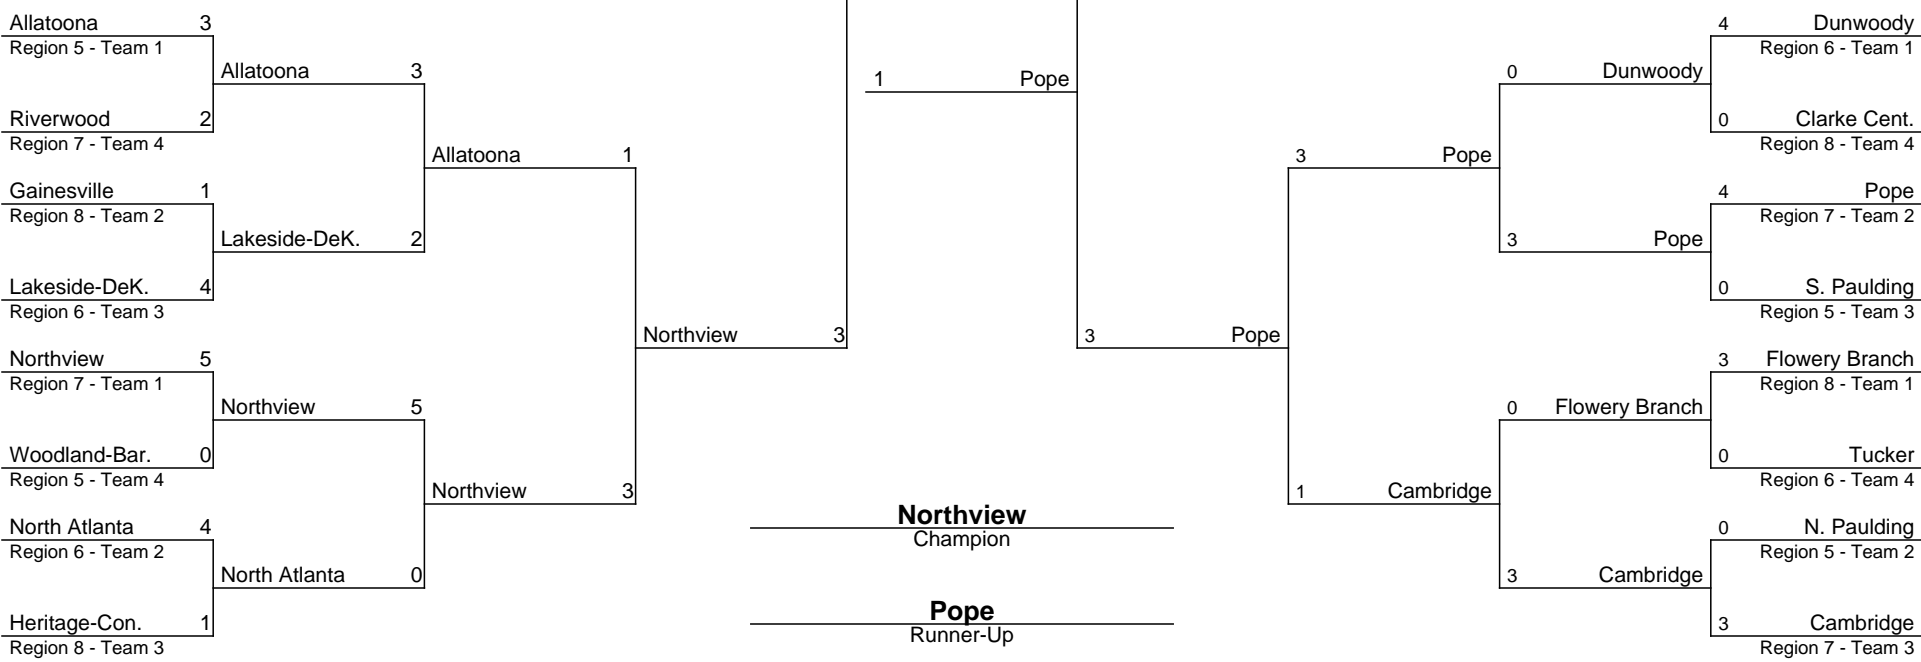 Allatoona 3
Region 5 - Team 1
Allatoona 3
Riverwood 2
Region 7 - Team 4
Allatoona 1
Gainesville 1
Region 8 - Team 2
Lakeside-DeK. 2
Lakeside-DeK. 4
Region 6 - Team 3
Northview 3
Northview 5
Region 7 - Team 1
Northview 5
Woodland-Bar. 0
Region 5 - Team 4
Northview 3
North Atlanta 4
Region 6 - Team 2
North Atlanta 0
Heritage-Con. 1
Region 8 - Team 3
1 Pope
3 Pope
Northview
Champion
Pope
Runner-Up
4 Dunwoody
Region 6 - Team 1
0 Dunwoody
0 Clarke Cent.
Region 8 - Team 4
3 Pope
4 Pope
Region 7 - Team 2
3 Pope
0 S. Paulding
Region 5 - Team 3
3 Flowery Branch
Region 8 - Team 1
0 Flowery Branch
0 Tucker
Region 6 - Team 4
1 Cambridge
0 N. Paulding
Region 5 - Team 2
3 Cambridge
3 Cambridge
Region 7 - Team 3